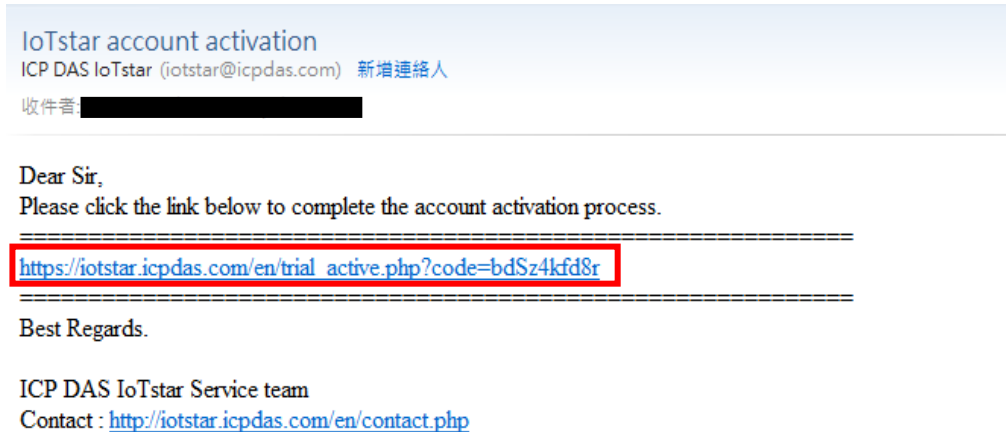 IoTstar account activation
ICP DAS IoTstar (iotstar@icpdas.com) 新增連絡人
收件者:
Dear Sir,
Please click the link below to complete the account activation process.
=============================================================
https://iotstar.icpdas.com/en/trial_active.php?code=bdSz4kfd8r
=============================================================
Best Regards.
ICP DAS IoTstar Service team
Contact : http://iotstar.icpdas.com/en/contact.php